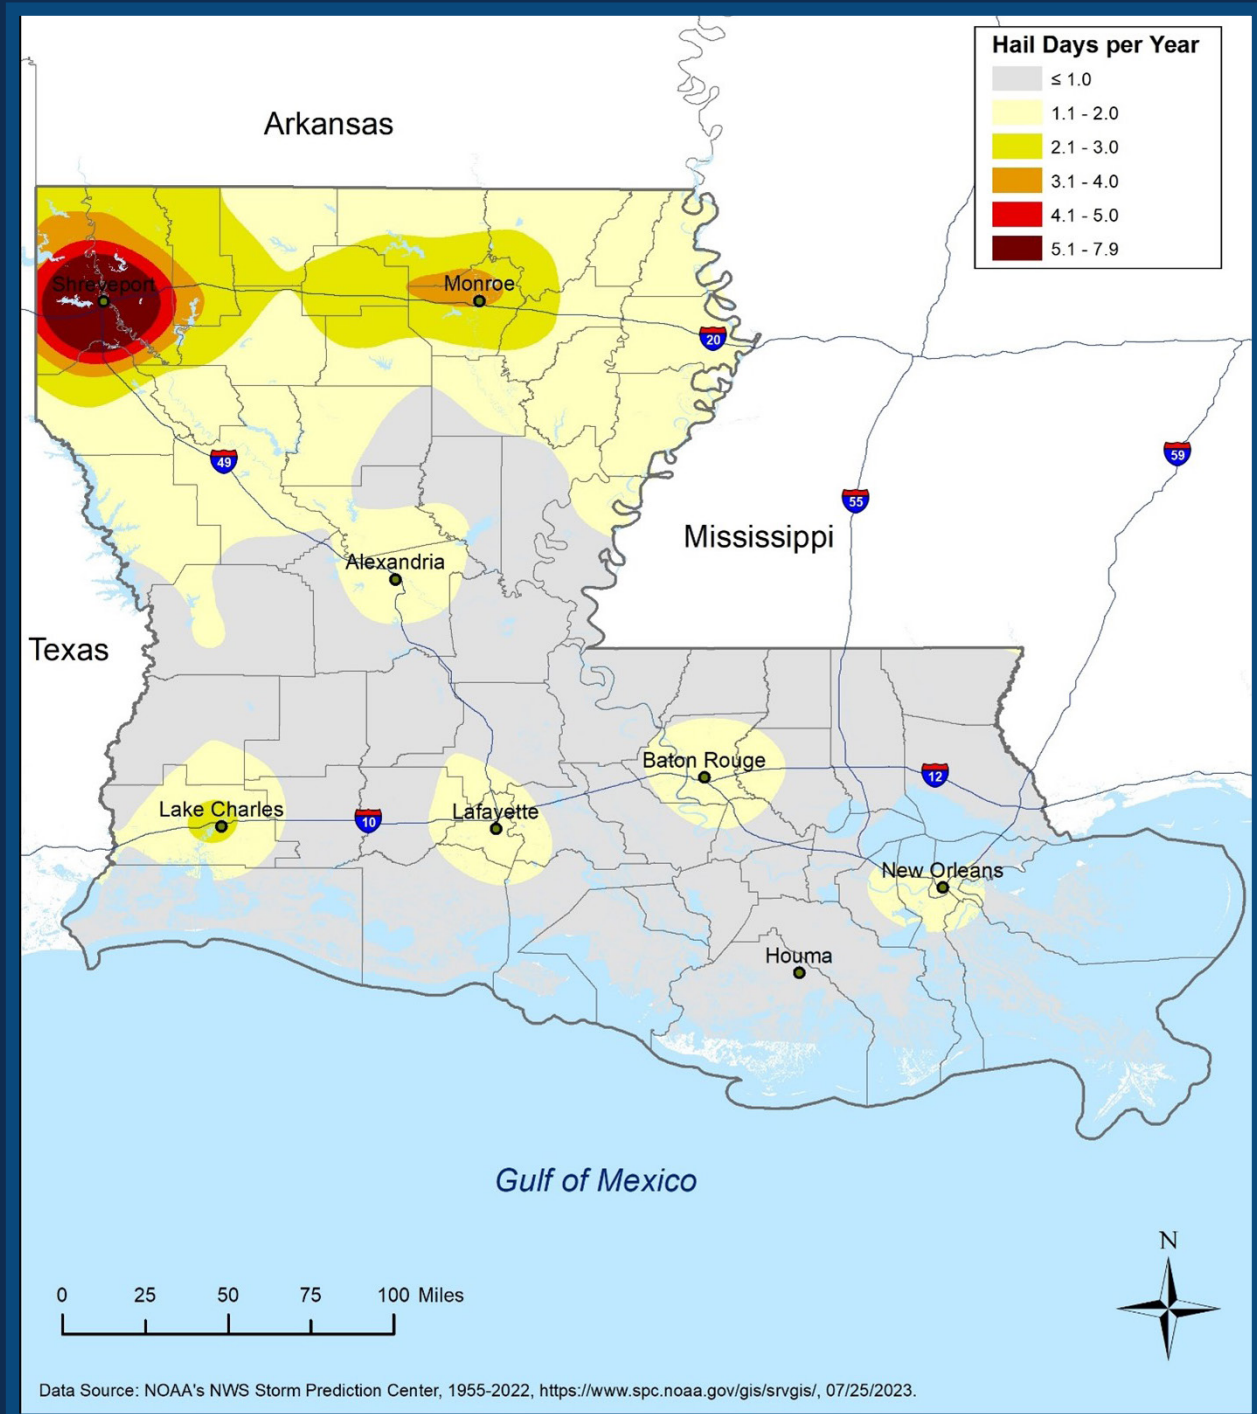 Hail Days per Year
≤ 1.0
1.1 - 2.0
2.1 - 3.0
3.1 - 4.0
4.1 - 5.0
5.1 - 7.9
Arkansas
Shreveport
Monroe
20
49
59
55
Mississippi
Alexandria
Texas
Baton Rouge
12
Lake Charles
10
Lafayette
New Orleans
Houma
Gulf of Mexico
N
0 25 50 75 100 Miles
Data Source: NOAA's NWS Storm Prediction Center, 1955-2022, https://www.spc.noaa.gov/gis/srvgis/, 07/25/2023.